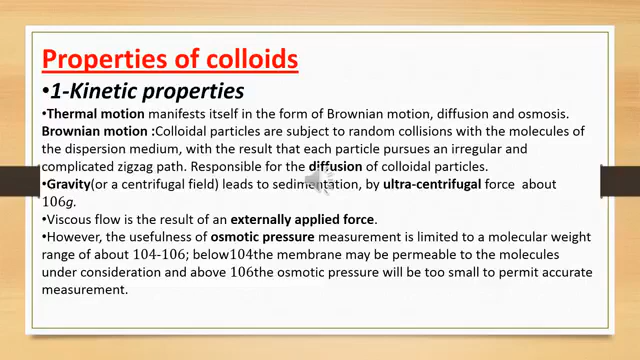 Properties of colloids
•1-Kinetic properties
•Thermal motion manifests itself in the form of Brownian motion, diffusion and osmosis.
Brownian motion :Colloidal particles are subject to random collisions with the molecules of
the dispersion medium, with the result that each particle pursues an irregular and
complicated zigzag path. Responsible for the diffusion of colloidal particles.
•Gravity(or a centrifugal field) leads to sedimentation, by ultra-centrifugal force about
106g.
•Viscous flow is the result of an externally applied force.
•However, the usefulness of osmotic pressure measurement is limited to a molecular weight
range of about 104-106; below104the membrane may be permeable to the molecules
under consideration and above 106the osmotic pressure will be too small to permit accurate
measurement.